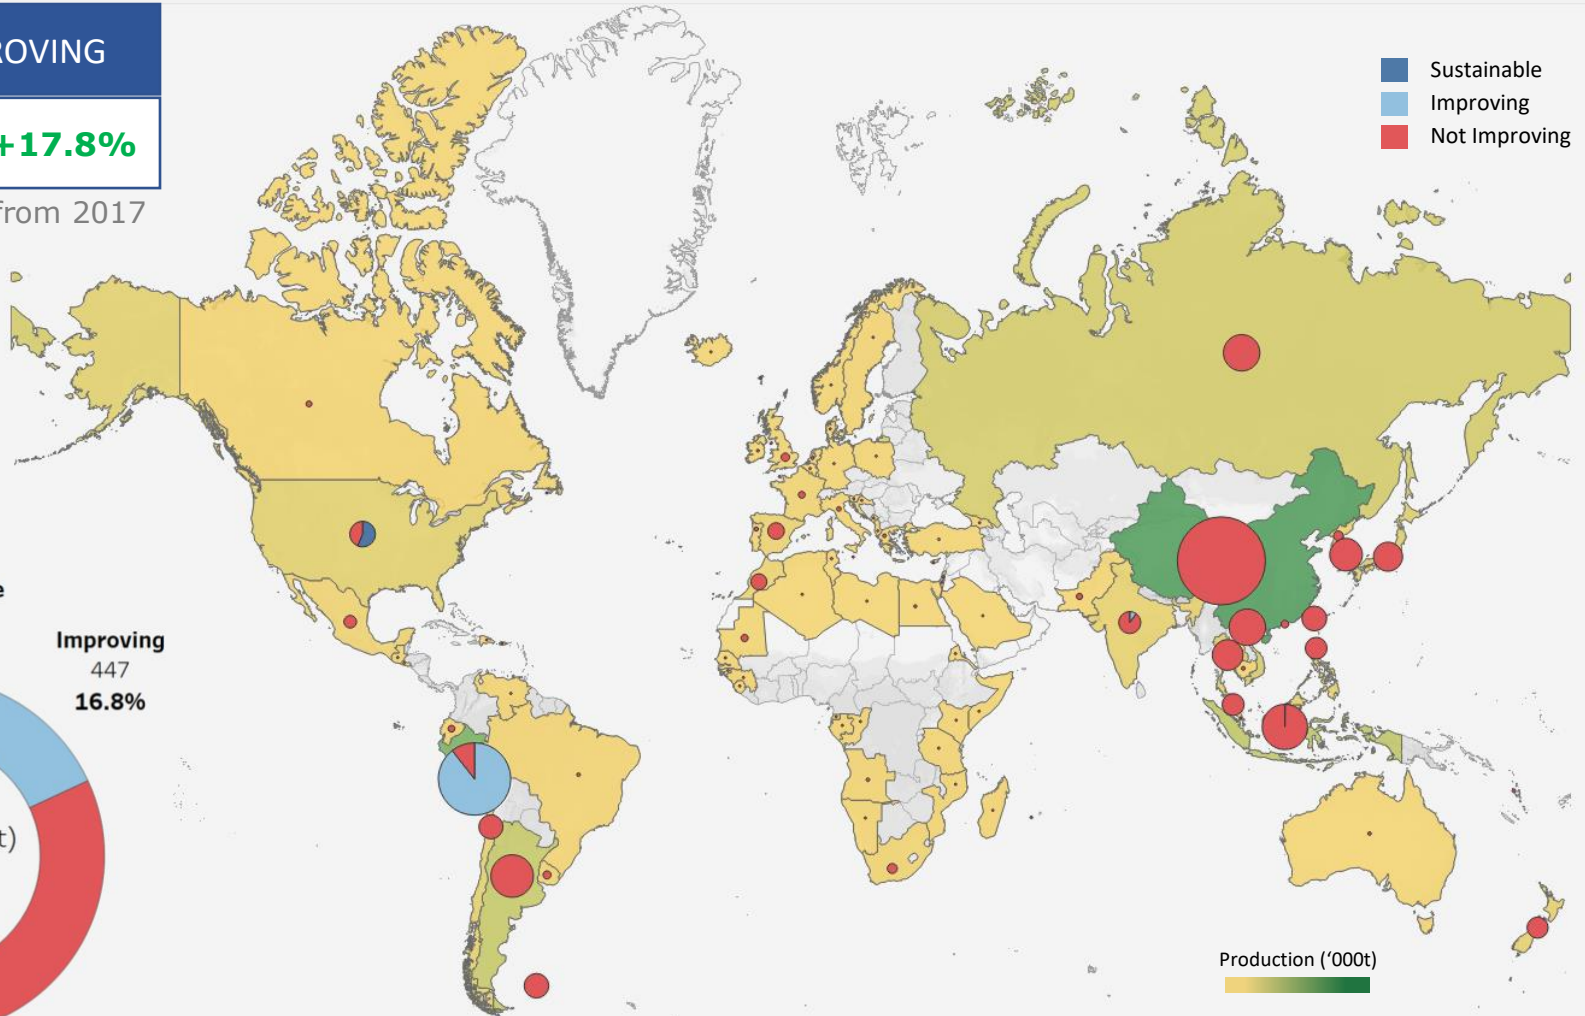 ROVING
+17.8%
from 2017
Sustainable
Improving
Not Improving
e
Improving
447
16.8%
t)
Production (‘000t)